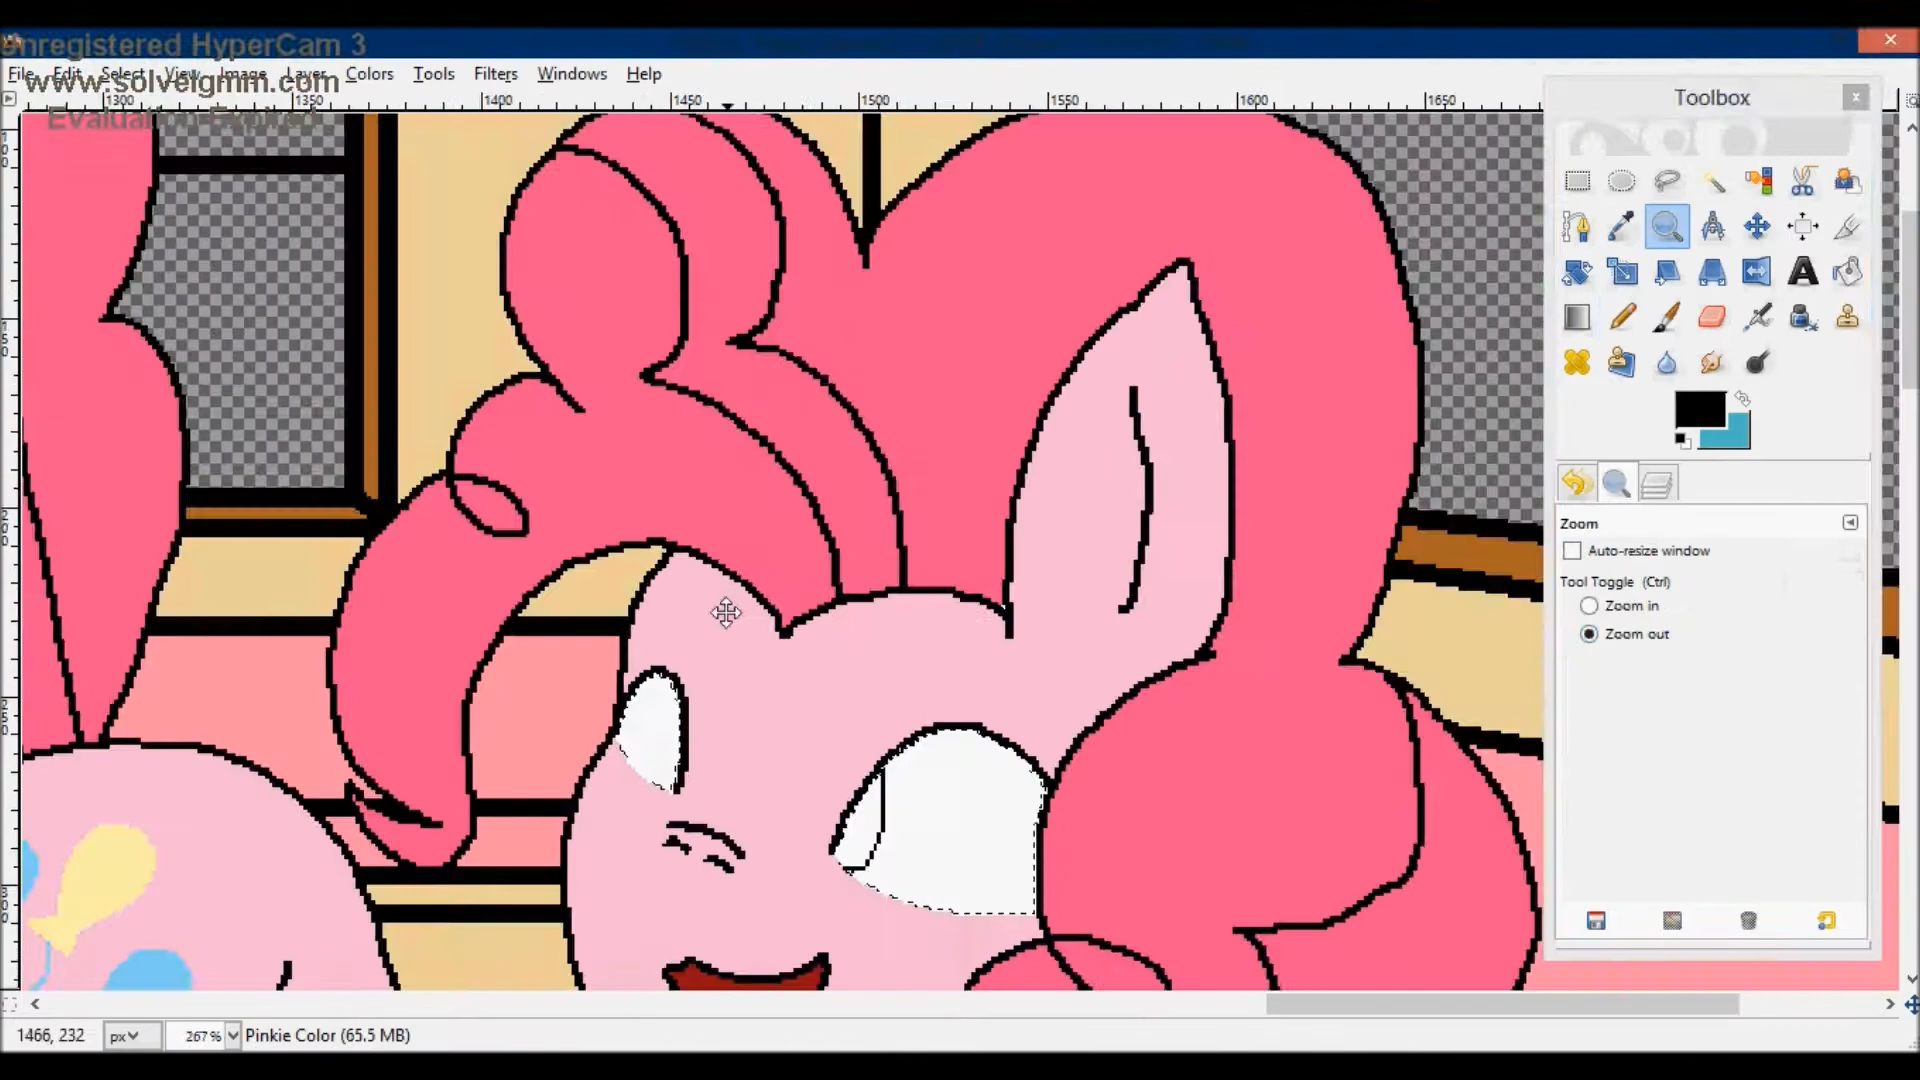 Unregistered HyperCam 3
www.solveigmm.com
File Edit Select View Image Layer Colors Tools Filters Windows Help
1300 1350 1400 1450 1500 1550 1600 1650
Toolbox
Zoom
Auto-resize window
Tool Toggle (Ctrl)
Zoom in
Zoom out
1466, 232 px 267 % Pinkie Color (65.5 MB)